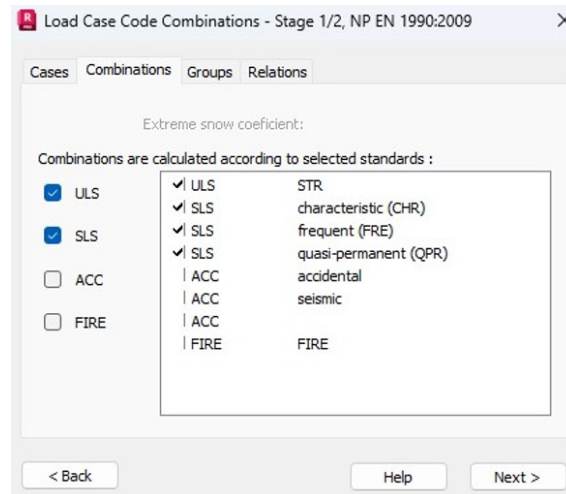 Load Case Code Combinations - Stage 1/2, NP EN 1990:2009
Cases Combinations Groups Relations
Extreme snow coeficient:
Combinations are calculated according to selected standards :
ULS
SLS
ACC
FIRE
ULS STR
SLS characteristic (CHR)
SLS frequent (FRE)
SLS quasi-permanent (QPR)
ACC accidental
ACC seismic
ACC
FIRE FIRE
< Back Help Next >